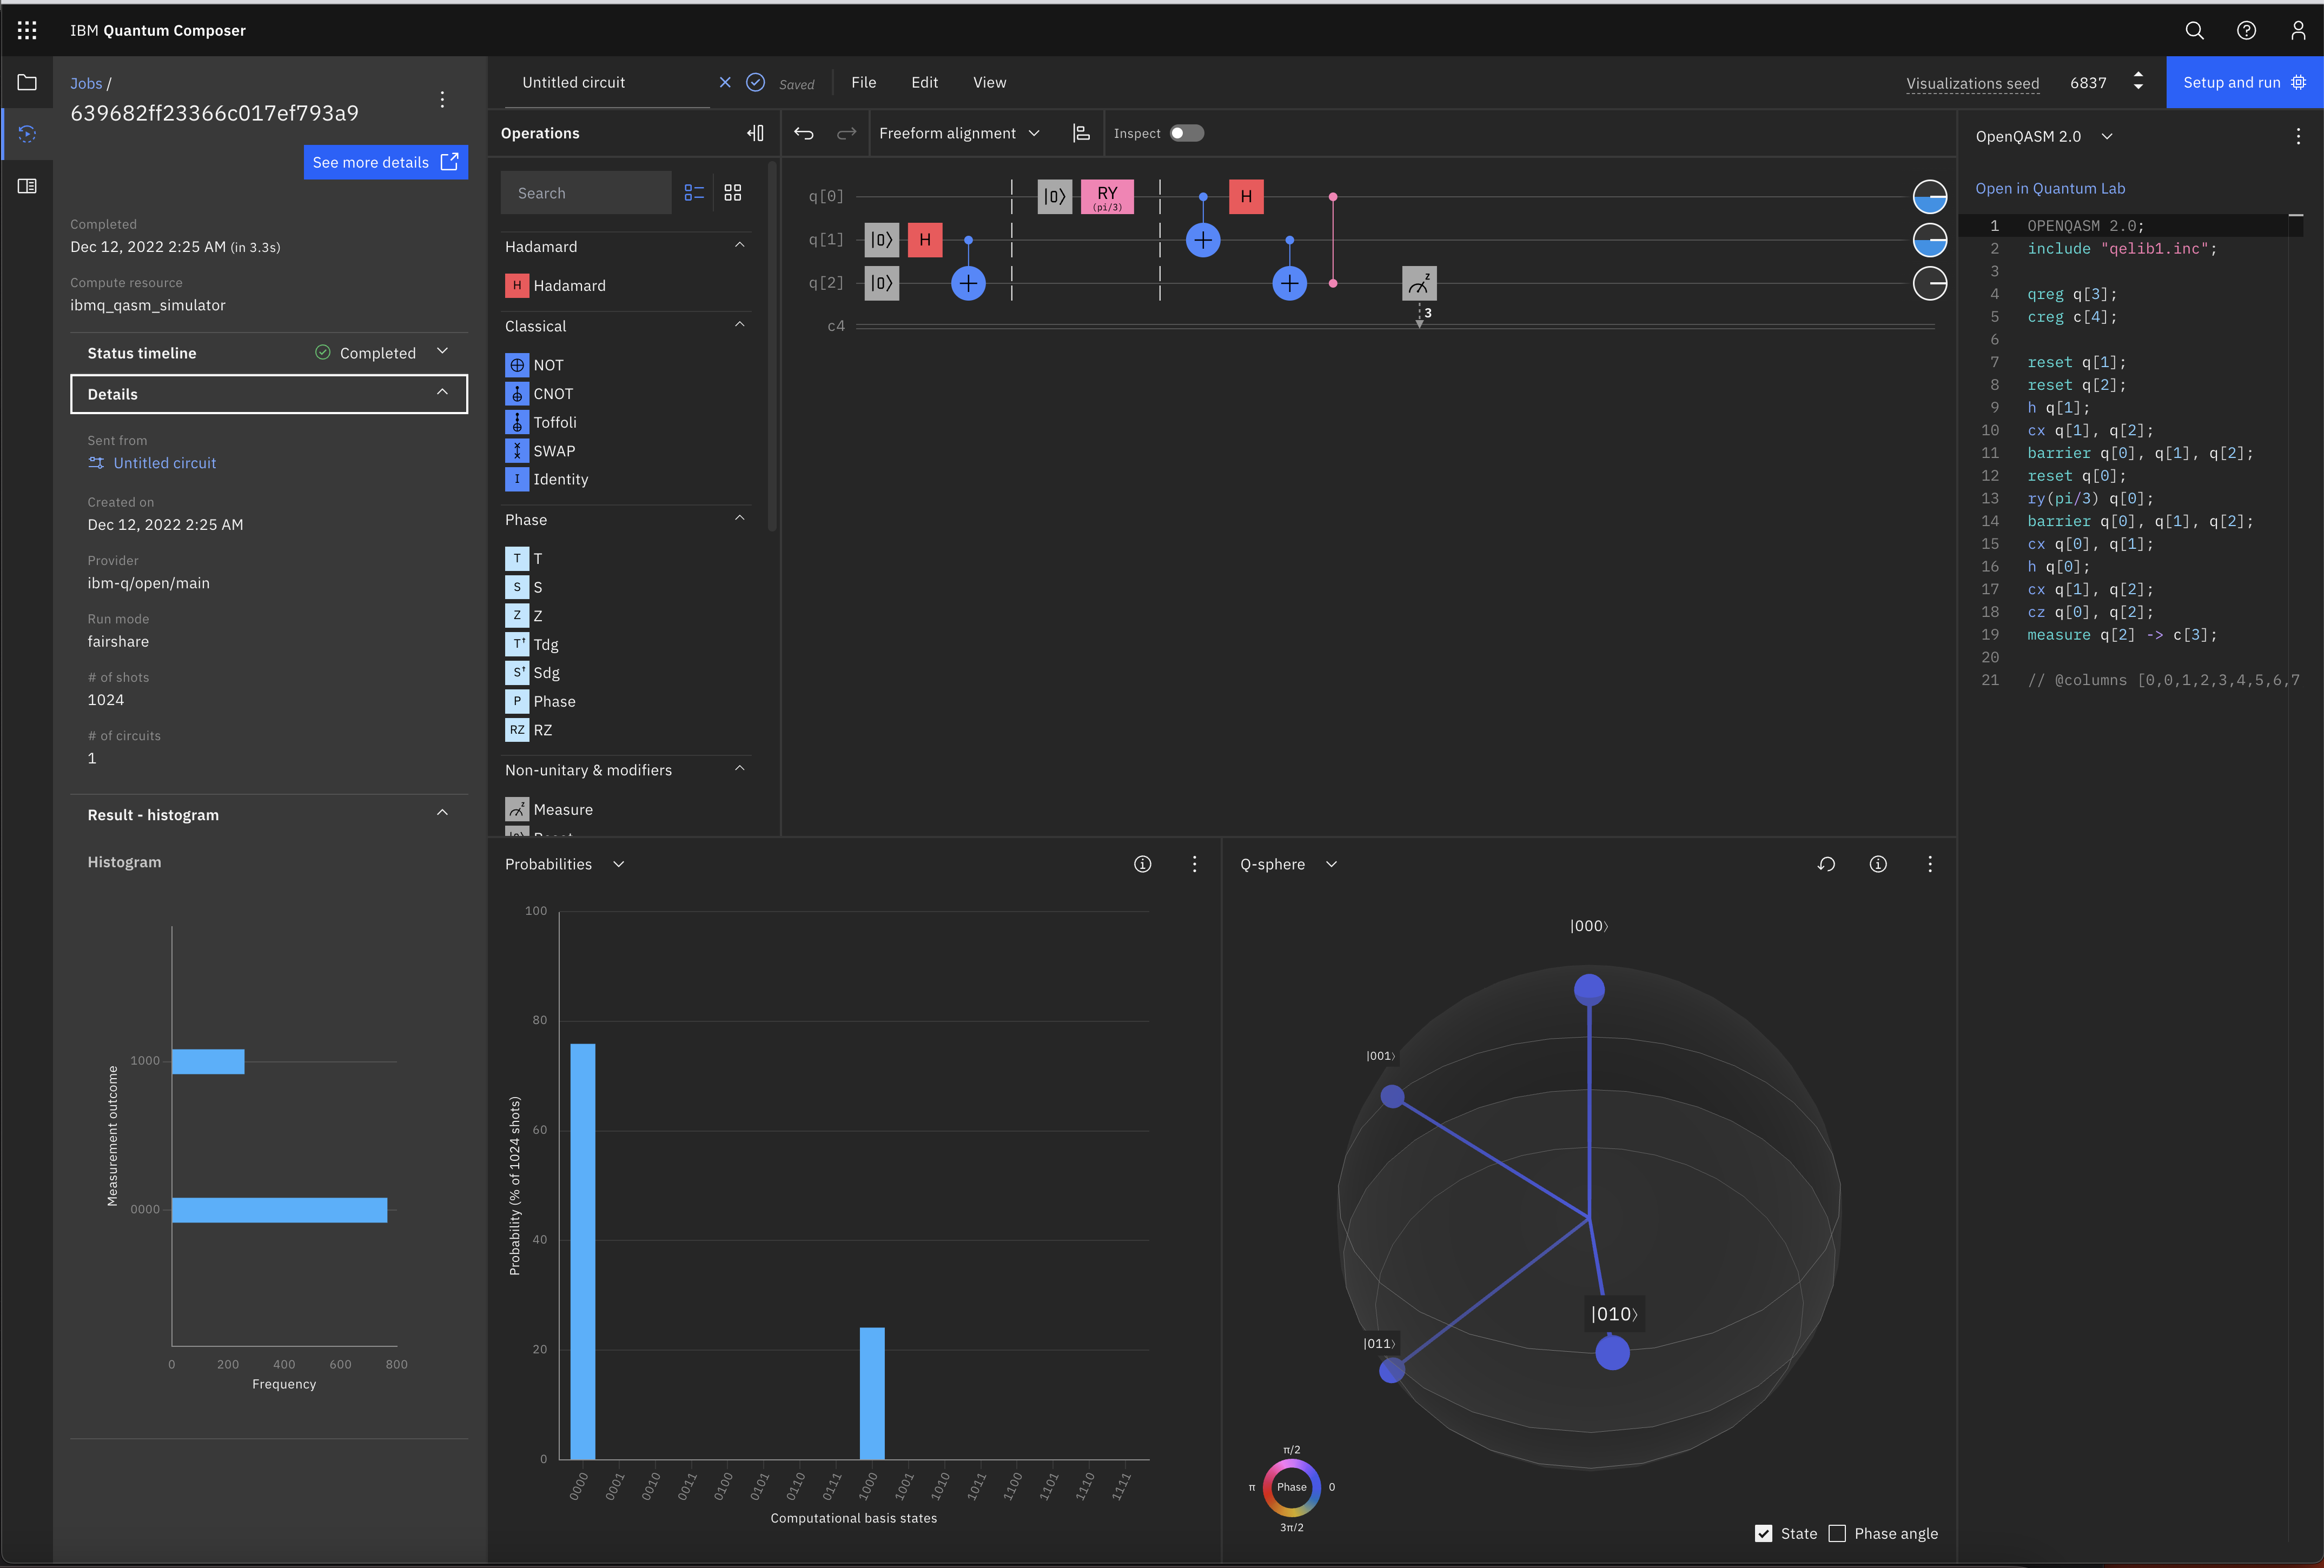 IBM Quantum Composer
Jobs /
639682ff23366c017ef793a9
See more details
Completed
Dec 12, 2022 2:25 AM (in 3.3s)
Compute resource
ibmq_qasm_simulator
Status timeline
Completed
Details
Sent from
Untitled circuit
Created on
Dec 12, 2022 2:25 AM
Provider
ibm-q/open/main
Run mode
fairshare
# of shots
1024
# of circuits
1
Result - histogram
Histogram
Measurement outcome
1000
0000
0 200 400 600 800
Frequency
Untitled circuit
Saved
File Edit View
Visualizations seed 6837
Setup and run
Operations
Search
Hadamard
H Hadamard
Classical
NOT
CNOT
Toffoli
SWAP
I Identity
Phase
T T
S S
Z Z
T† Tdg
S† Sdg
P Phase
RZ RZ
Non-unitary & modifiers
z Measure
Freeform alignment
Inspect
q[0] |0⟩ RY (pi/3) H
q[1] |0⟩ H
q[2] |0⟩ z
c4 3
OpenQASM 2.0
Open in Quantum Lab
1 OPENQASM 2.0;
2 include "qelib1.inc";
3
4 qreg q[3];
5 creg c[4];
6
7 reset q[1];
8 reset q[2];
9 h q[1];
10 cx q[1], q[2];
11 barrier q[0], q[1], q[2];
12 reset q[0];
13 ry(pi/3) q[0];
14 barrier q[0], q[1], q[2];
15 cx q[0], q[1];
16 h q[0];
17 cx q[1], q[2];
18 cz q[0], q[2];
19 measure q[2] -> c[3];
20
21 // @columns [0,0,1,2,3,4,5,6,7
Probabilities
Probability (% of 1024 shots)
100
80
60
40
20
0
0000 0001 0010 0011 0100 0101 0110 0111 1000 1001 1010 1011 1100 1101 1110 1111
Computational basis states
Q-sphere
|000⟩
|001⟩
|010⟩
|011⟩
π/2
π Phase 0
3π/2
State Phase angle